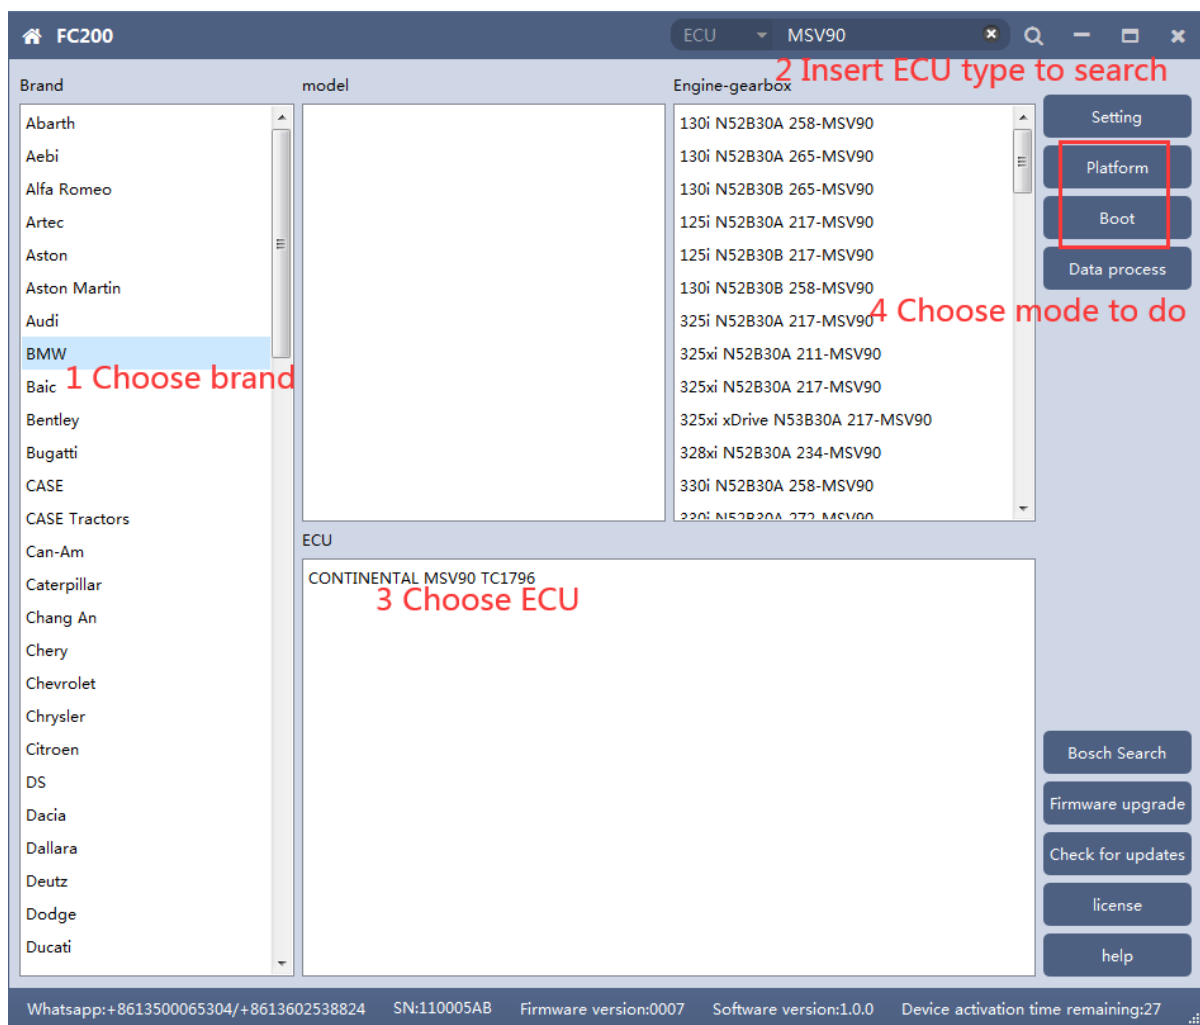 FC200
ECU MSV90
2 Insert ECU type to search
Brand
model
Engine-gearbox
Abarth
Aebi
Alfa Romeo
Artec
Aston
Aston Martin
Audi
BMW
1 Choose brand
Baic
Bentley
Bugatti
CASE
CASE Tractors
Can-Am
Caterpillar
Chang An
Chery
Chevrolet
Chrysler
Citroen
DS
Dacia
Dallara
Deutz
Dodge
Ducati
130i N52B30A 258-MSV90
130i N52B30A 265-MSV90
130i N52B30B 265-MSV90
125i N52B30A 217-MSV90
125i N52B30B 217-MSV90
130i N52B30B 258-MSV90
325i N52B30A 217-MSV90
325xi N52B30A 211-MSV90
325xi N52B30A 217-MSV90
325xi xDrive N53B30A 217-MSV90
328xi N52B30A 234-MSV90
330i N52B30A 258-MSV90
330i N52B30A 272-MSV90
ECU
CONTINENTAL MSV90 TC1796
3 Choose ECU
Setting
Platform
Boot
Data process
4 Choose mode to do
Bosch Search
Firmware upgrade
Check for updates
license
help
Whatsapp:+8613500065304/+8613602538824 SN:110005AB Firmware version:0007 Software version:1.0.0 Device activation time remaining:27